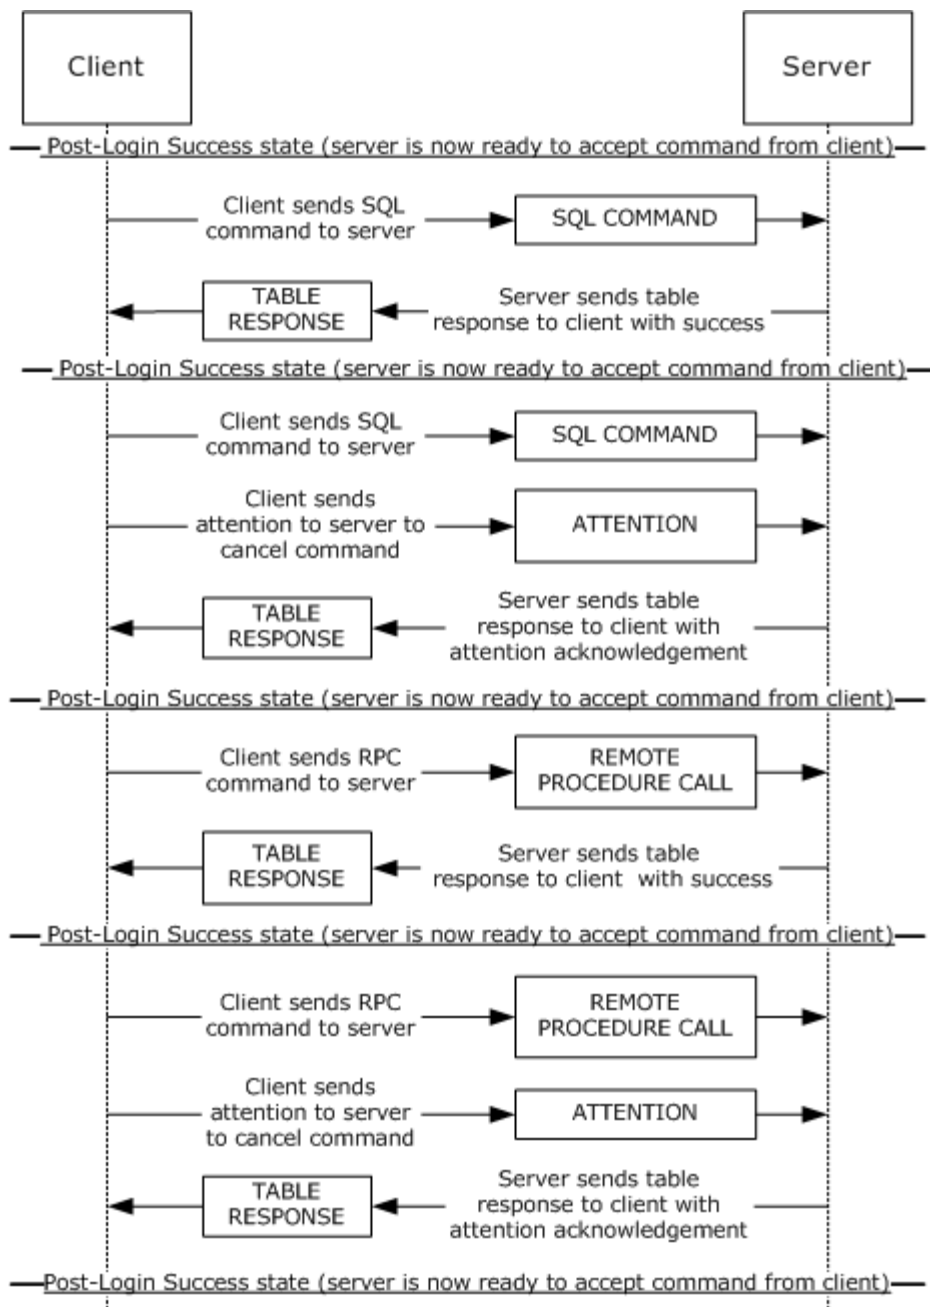 Client
Server
Post-Login Success state (server is now ready to accept command from client)
Client sends SQL
command to server
SQL COMMAND
TABLE
RESPONSE
Server sends table
response to client with success
Post-Login Success state (server is now ready to accept command from client)
Client sends SQL
command to server
SQL COMMAND
Client sends
attention to server to
cancel command
ATTENTION
TABLE
RESPONSE
Server sends table
response to client with
attention acknowledgement
Post-Login Success state (server is now ready to accept command from client)
Client sends RPC
command to server
REMOTE
PROCEDURE CALL
TABLE
RESPONSE
Server sends table
response to client with success
Post-Login Success state (server is now ready to accept command from client)
Client sends RPC
command to server
REMOTE
PROCEDURE CALL
Client sends
attention to server
to cancel command
ATTENTION
TABLE
RESPONSE
Server sends table
response to client with
attention acknowledgement
Post-Login Success state (server is now ready to accept command from client)